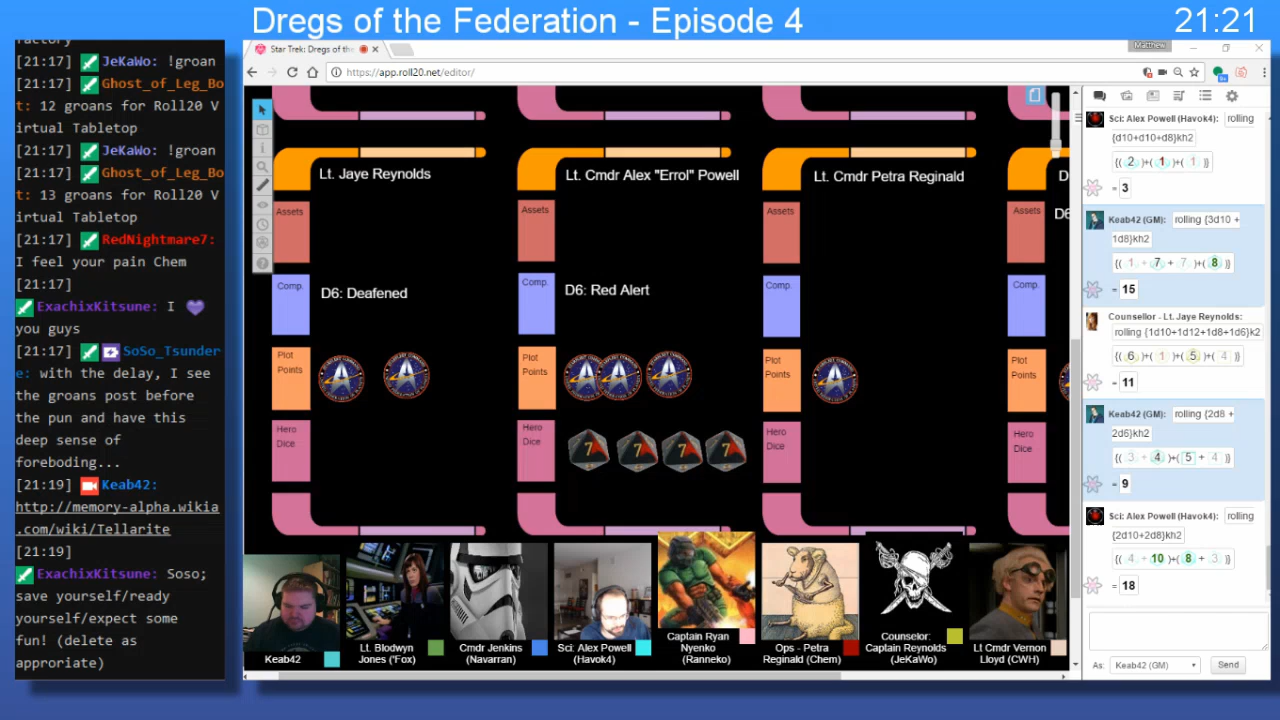 Dregs of the Federation - Episode 4
21:21
factory
[21:17] JeKaWo: !groan
[21:17] Ghost_of_Leg_Bo
t: 12 groans for Roll20 V
irtual Tabletop
[21:17] JeKaWo: !groan
[21:17] Ghost_of_Leg_Bo
t: 13 groans for Roll20 V
irtual Tabletop
[21:17] RedNightmare7:
I feel your pain Chem
[21:17]
ExachixKitsune: I
you guys
[21:17] SoSo_Tsunder
e: with the delay, I see
the groans post before
the pun and have this
deep sense of
foreboding...
[21:19] Keab42:
http://memory-alpha.wikia
.com/wiki/Tellarite
[21:19]
ExachixKitsune: Soso;
save yourself/ready
yourself/expect some
fun! (delete as
approriate)
Star Trek: Dregs of the
Matthew
https://app.roll20.net/editor/
Lt. Jaye Reynolds
Assets
Comp.
D6: Deafened
Plot
Points
Hero
Dice
Lt. Cmdr Alex "Errol" Powell
Assets
Comp.
D6: Red Alert
Plot
Points
Hero
Dice
7 7 7 7
Lt. Cmdr Petra Reginald
Assets
Comp.
Plot
Points
Hero
Dice
Assets
Comp.
Plot
Points
Hero
Dice
Keab42
Lt. Blodwyn
Jones ('Fox)
Cmdr Jenkins
(Navarran)
Sci: Alex Powell
(Havok4)
Captain Ryan
Nyenko
(Ranneko)
Ops - Petra
Reginald (Chem)
Counselor:
Captain Reynolds
(JeKaWo)
Lt Cmdr Vernon
Lloyd (CWH)
Sci: Alex Powell (Havok4): rolling
{d10+d10+d8}kh2
{( 2 )+( 1 )+( 1 )}
= 3
Keab42 (GM): rolling {3d10 +
1d8}kh2
{( 1 + 7 + 7 )+( 8 )}
= 15
Counsellor - Lt. Jaye Reynolds:
rolling {1d10+1d12+1d8+1d6}k2
{( 6 )+( 1 )+( 5 )+( 4 )}
= 11
Keab42 (GM): rolling {2d8 +
2d6}kh2
{( 3 + 4 )+( 5 + 4 )}
= 9
Sci: Alex Powell (Havok4): rolling
{2d10+2d8}kh2
{( 4 + 10 )+( 8 + 3 )}
= 18
As: Keab42 (GM)
Send